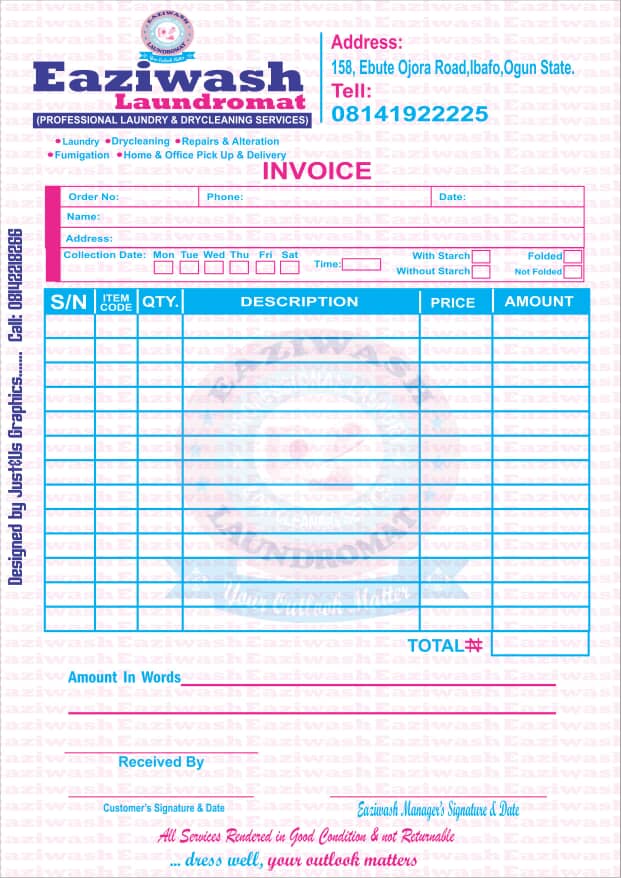 EAZIWASH
LAUNDROMAT
Your Outlook Matter
Eaziwash
Laundromat
(PROFESSIONAL LAUNDRY & DRYCLEANING SERVICES)
• Laundry • Drycleaning • Repairs & Alteration
• Fumigation • Home & Office Pick Up & Delivery
Address:
158, Ebute Ojora Road,Ibafo,Ogun State.
Tell:
08141922225
INVOICE
Order No: Phone: Date:
Name:
Address:
Collection Date: Mon Tue Wed Thu Fri Sat Time: With Starch Folded
Without Starch Not Folded
S/N ITEM CODE QTY. DESCRIPTION PRICE AMOUNT
EAZIWASH
LAUNDROMAT
Your Outlook Matter
TOTAL ₦
Amount In Words
Received By
Customer's Signature & Date Eaziwash Manager's Signature & Date
All Services Rendered in Good Condition & not Returnable
... dress well, your outlook matters
Designed by Just4Us Graphics....... Call: 0842218266